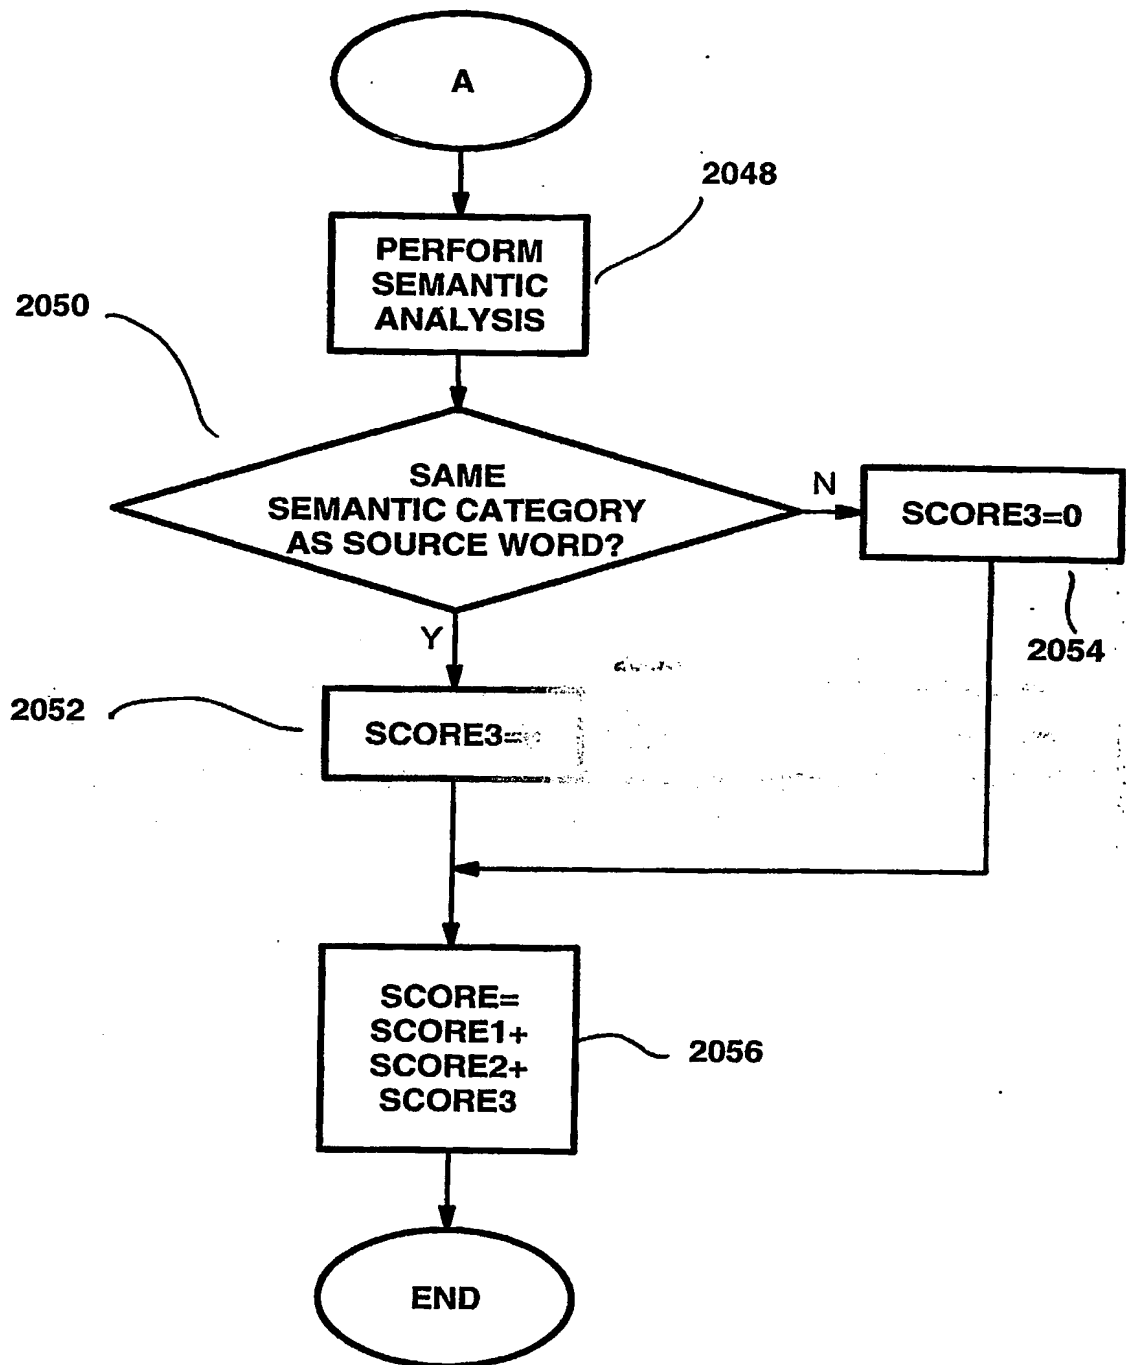 A
2048
PERFORM
SEMANTIC
ANALYSIS
2050
SAME
SEMANTIC CATEGORY
AS SOURCE WORD?
N
SCORE3=0
2054
Y
2052
SCORE3=
SCORE=
SCORE1+
SCORE2+
SCORE3
2056
END